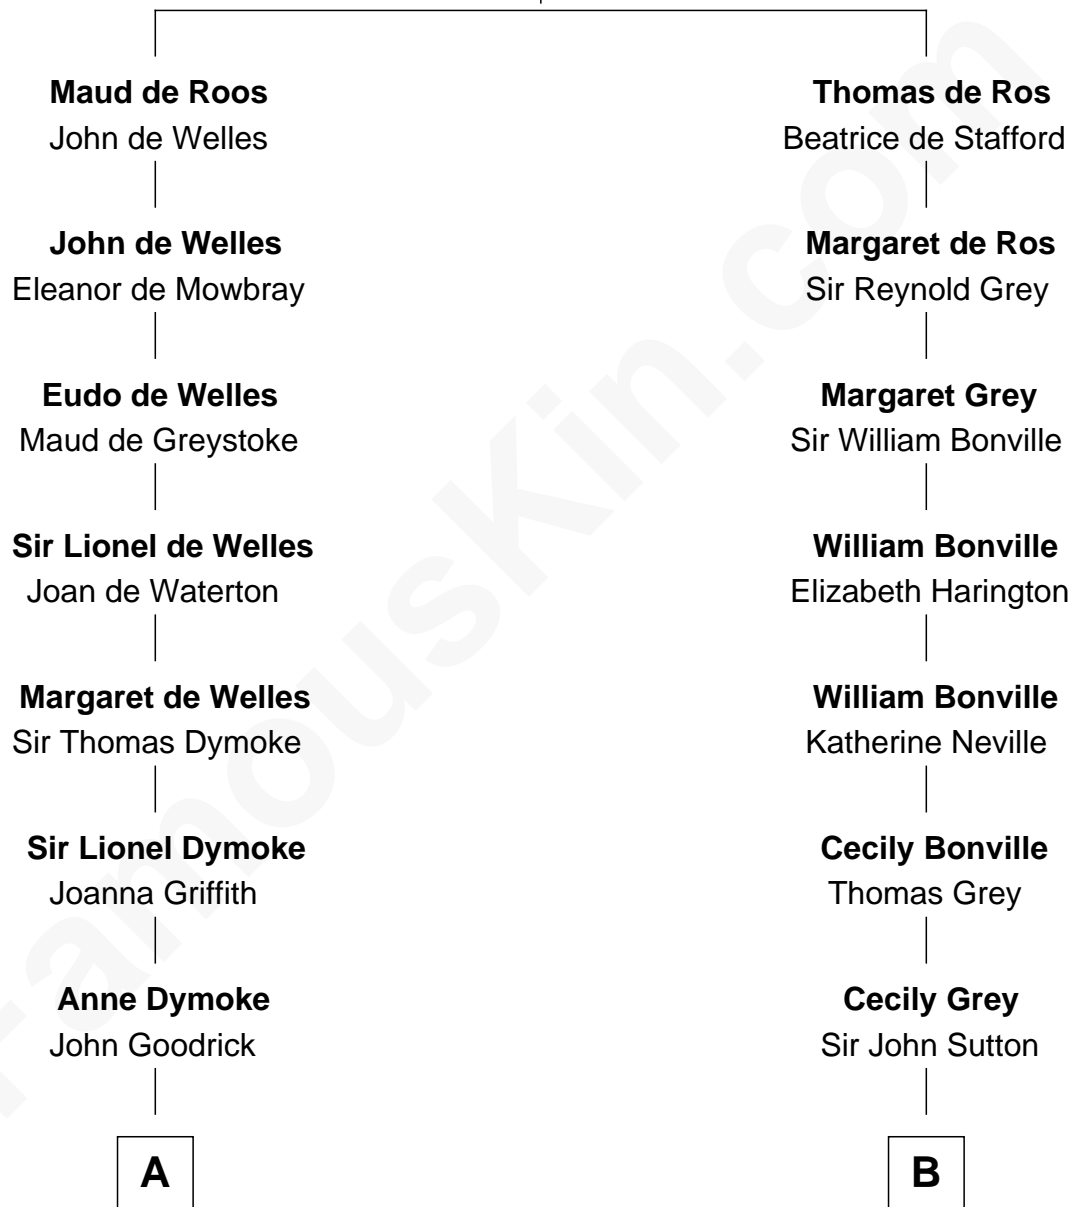 Maud de Roos
John de Welles
Thomas de Ros
Beatrice de Stafford
John de Welles
Eleanor de Mowbray
Margaret de Ros
Sir Reynold Grey
Eudo de Welles
Maud de Greystoke
Margaret Grey
Sir William Bonville
Sir Lionel de Welles
Joan de Waterton
William Bonville
Elizabeth Harington
Margaret de Welles
Sir Thomas Dymoke
William Bonville
Katherine Neville
Sir Lionel Dymoke
Joanna Griffith
Cecily Bonville
Thomas Grey
Anne Dymoke
John Goodrick
Cecily Grey
Sir John Sutton
A
B
FamousKin.com